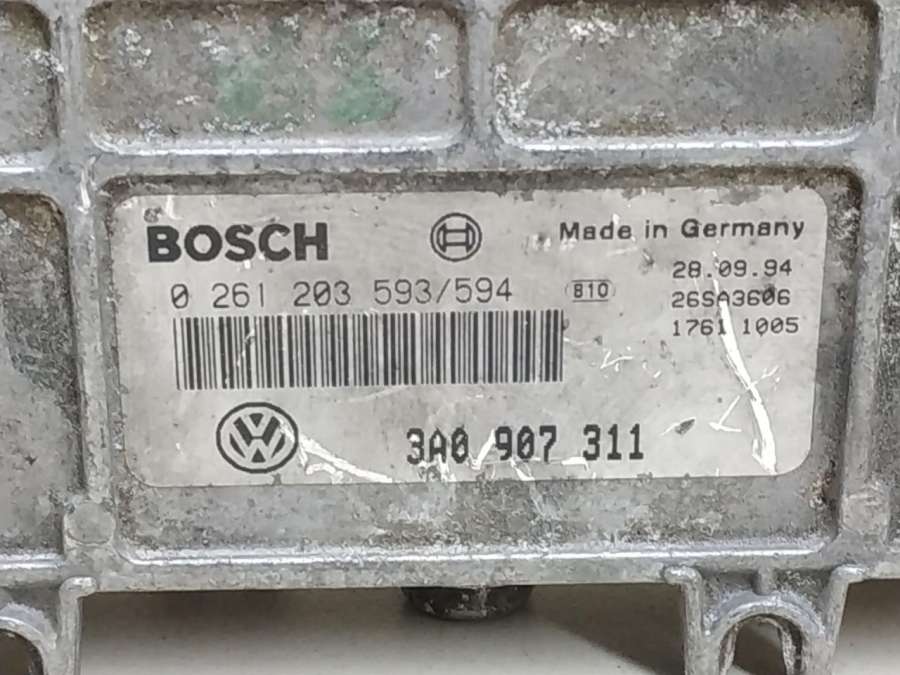 BOSCH
Made in Germany
0 261 203 593/594
810
28.09.94
26SA3606
1761 1005
3A0 907 311